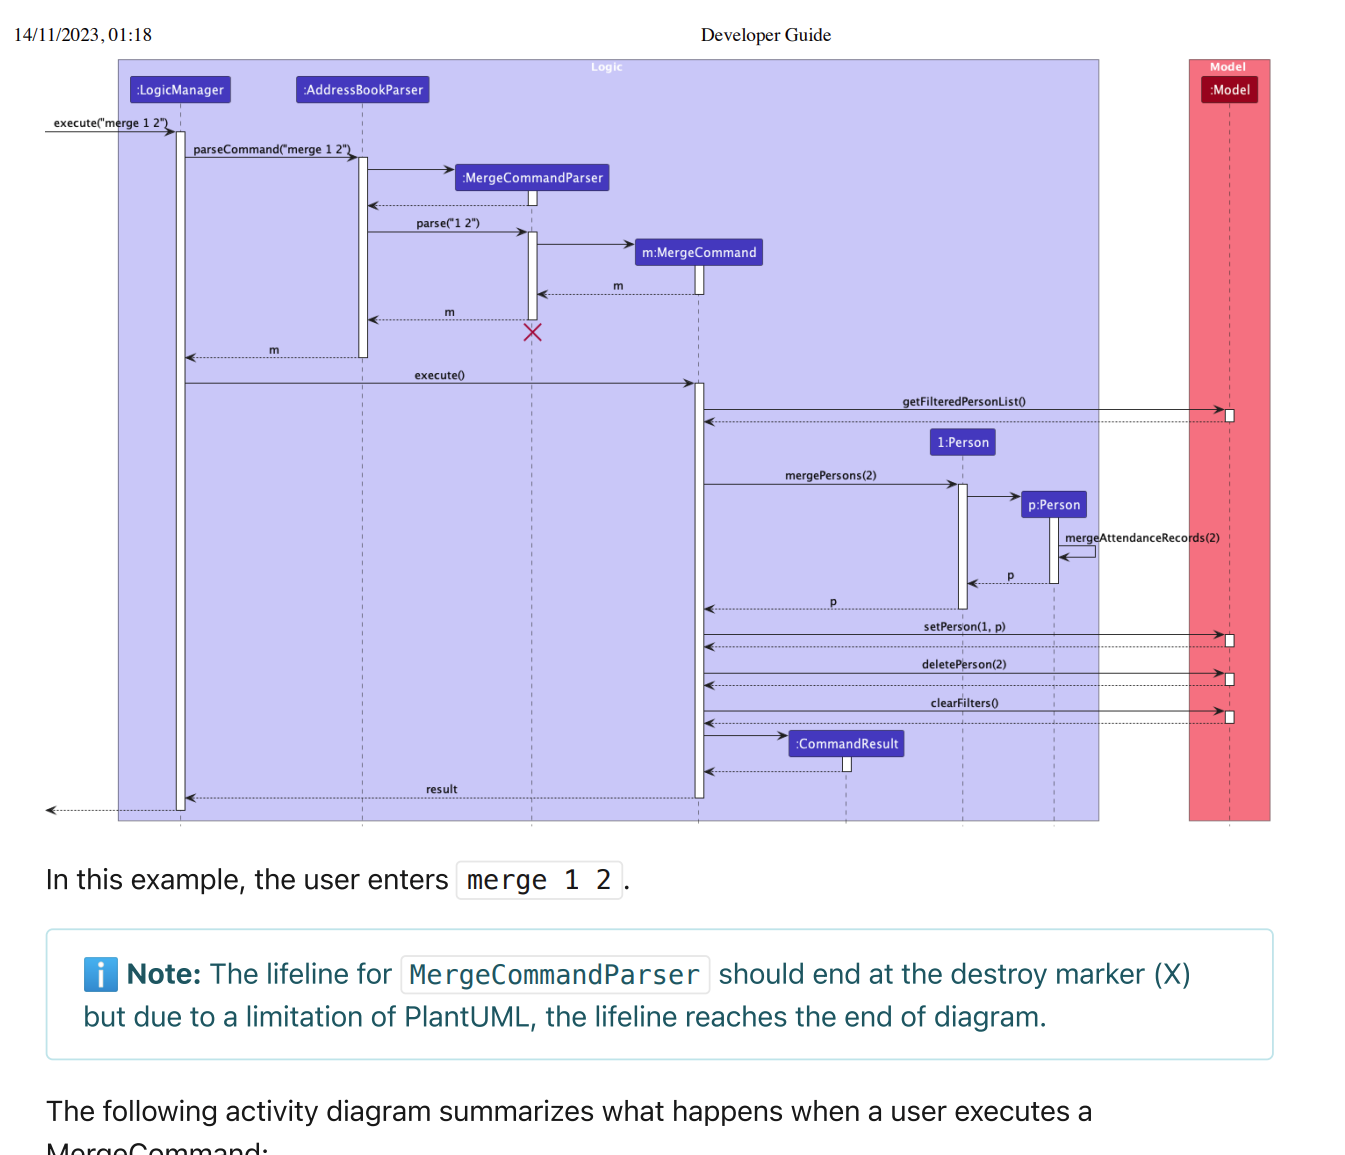 14/11/2023, 01:18
Developer Guide
Logic
Model
:LogicManager
:AddressBookParser
:Model
execute("merge 1 2")
parseCommand("merge 1 2")
:MergeCommandParser
parse("1 2")
m:MergeCommand
m
m
m
execute()
getFilteredPersonList()
1:Person
mergePersons(2)
p:Person
mergeAttendanceRecords(2)
p
p
setPerson(1, p)
deletePerson(2)
clearFilters()
:CommandResult
result
In this example, the user enters merge 1 2 .
i Note: The lifeline for MergeCommandParser should end at the destroy marker (X)
but due to a limitation of PlantUML, the lifeline reaches the end of diagram.
The following activity diagram summarizes what happens when a user executes a
MergeCommand: